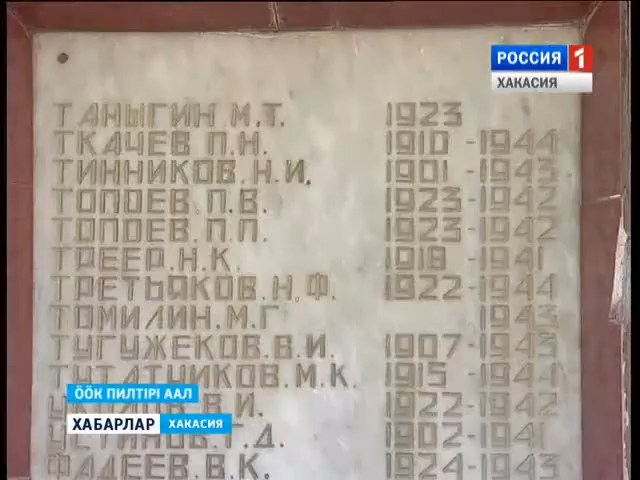 РОССИЯ 1
ХАКАСИЯ
ТАНЫГИН.М.Т. 1923
ТКАЧЕВ.П.Н. 1910 - 1944
ТИННИКОВ.Н.И. 1901 - 1943
ТОПОЕВ.П.В. 1923 - 1942
ТОПОЕВ.П.П. 1923 - 1942
ТРЕЕР.Н.К. 1918 - 1941
ТРЕТЬЯКОВ.Н.Ф. 1922 - 1944
ТОМИЛИН.М.Г 1943
ТУГУЖЕКОВ.В.И. 1907 - 1943
ТУТАТЧИКОВ.М.К. 1915 - 1944
В.И. 1922 - 1942
Г.Д. 1902 - 1941
ФАДЕЕВ.В.К. 1924 - 1943
ӦӦК ПИЛТІРІ ААЛ
ХАБАРЛАР ХАКАСИЯ